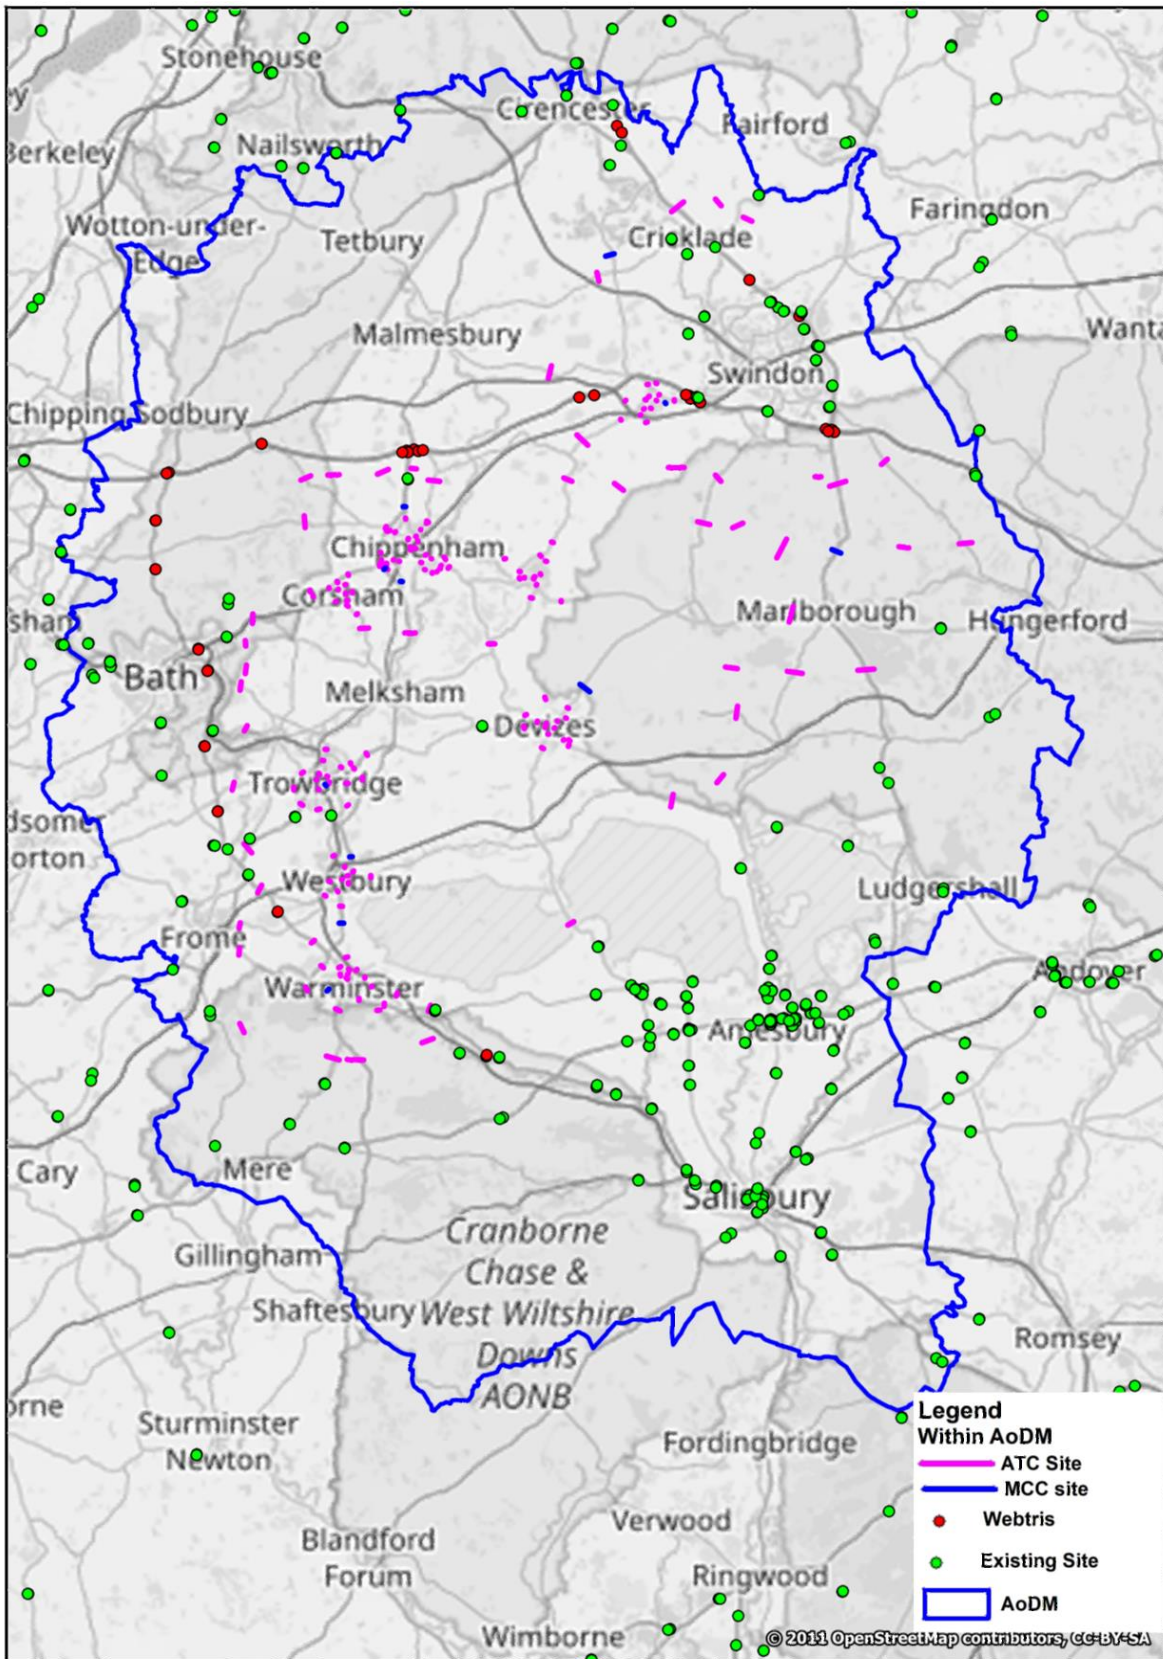 Stonehouse
Cirencester
Fairford
Nailsworth
Berkeley
Wotton-under-
Edge
Tetbury
Cricklade
Faringdon
Malmesbury
Swindon
Chipping Sodbury
Chippenham
Corsham
Marlborough
Hungerford
Bath
Melksham
Devizes
Trowbridge
Westbury
Ludgershall
Frome
Warminster
Andover
Amesbury
Mere
Cary
Salisbury
Cranborne
Chase &
West Wiltshire
Downs
AONB
Gillingham
Shaftesbury
Romsey
Sturminster
Newton
Fordingbridge
Verwood
Blandford
Forum
Ringwood
Wimborne
Legend
Within AoDM
ATC Site
MCC site
Webtris
Existing Site
AoDM
© 2011 OpenStreetMap contributors, CC-BY-SA